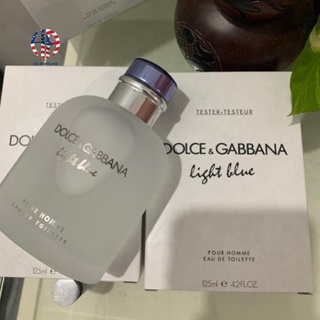 TESTER-TESTEUR
DOLCE & GABBANA
light blue
POUR HOMME
EAU DE TOILETTE
125ml e 4.2FL.OZ.
DOLCE & GABBANA
light blue
POUR HOMME
EAU DE TOILETTE
DO
125ml